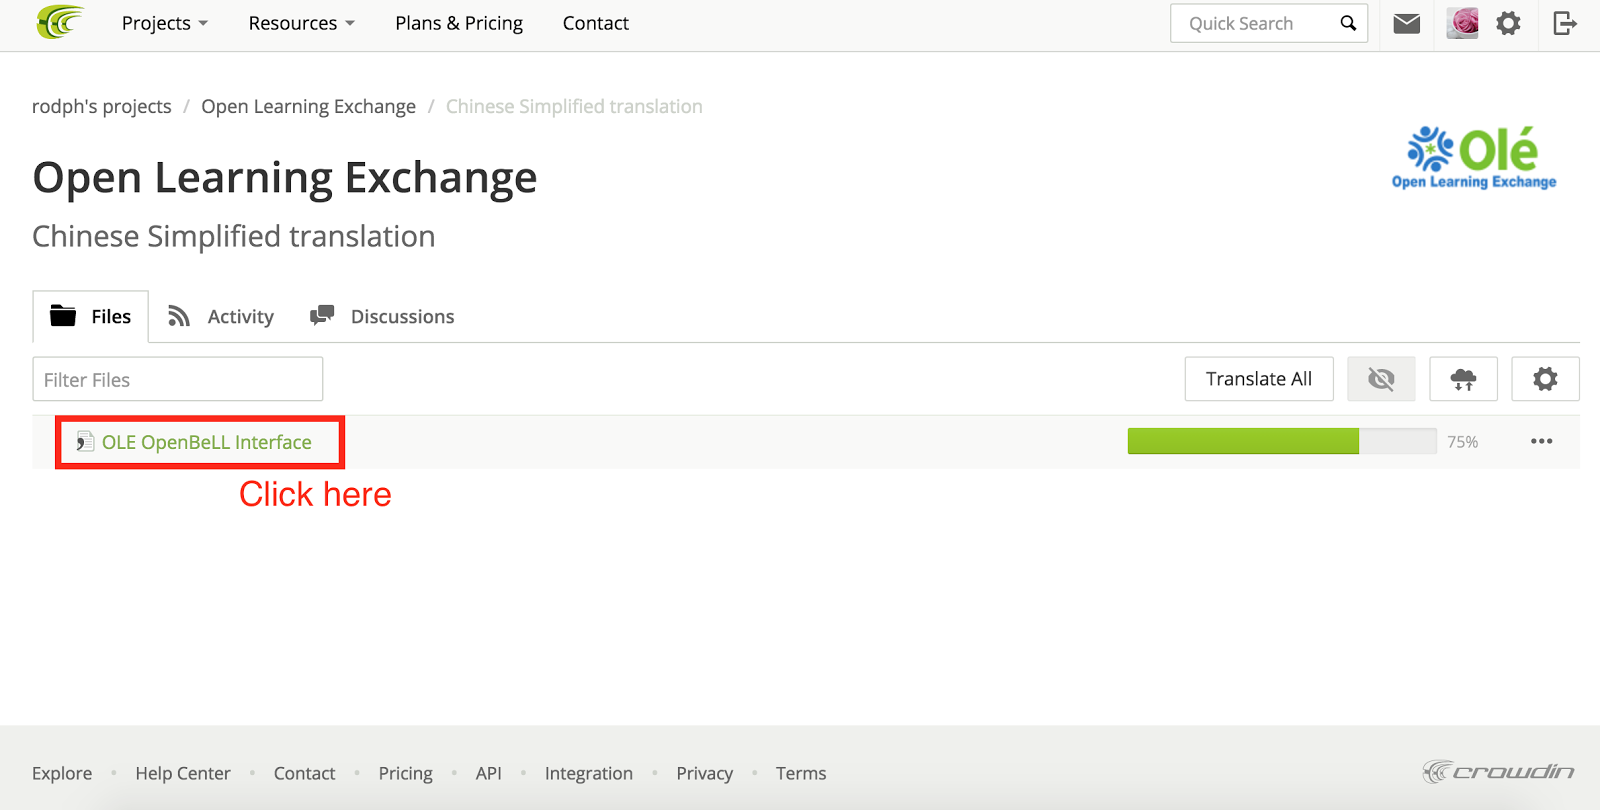 Projects Resources Plans & Pricing Contact Quick Search
rodph's projects / Open Learning Exchange / Chinese Simplified translation
Olé
Open Learning Exchange
Open Learning Exchange
Chinese Simplified translation
Files Activity Discussions
Filter Files Translate All
OLE OpenBeLL Interface 75%
Click here
Explore • Help Center • Contact • Pricing • API • Integration • Privacy • Terms crowdin